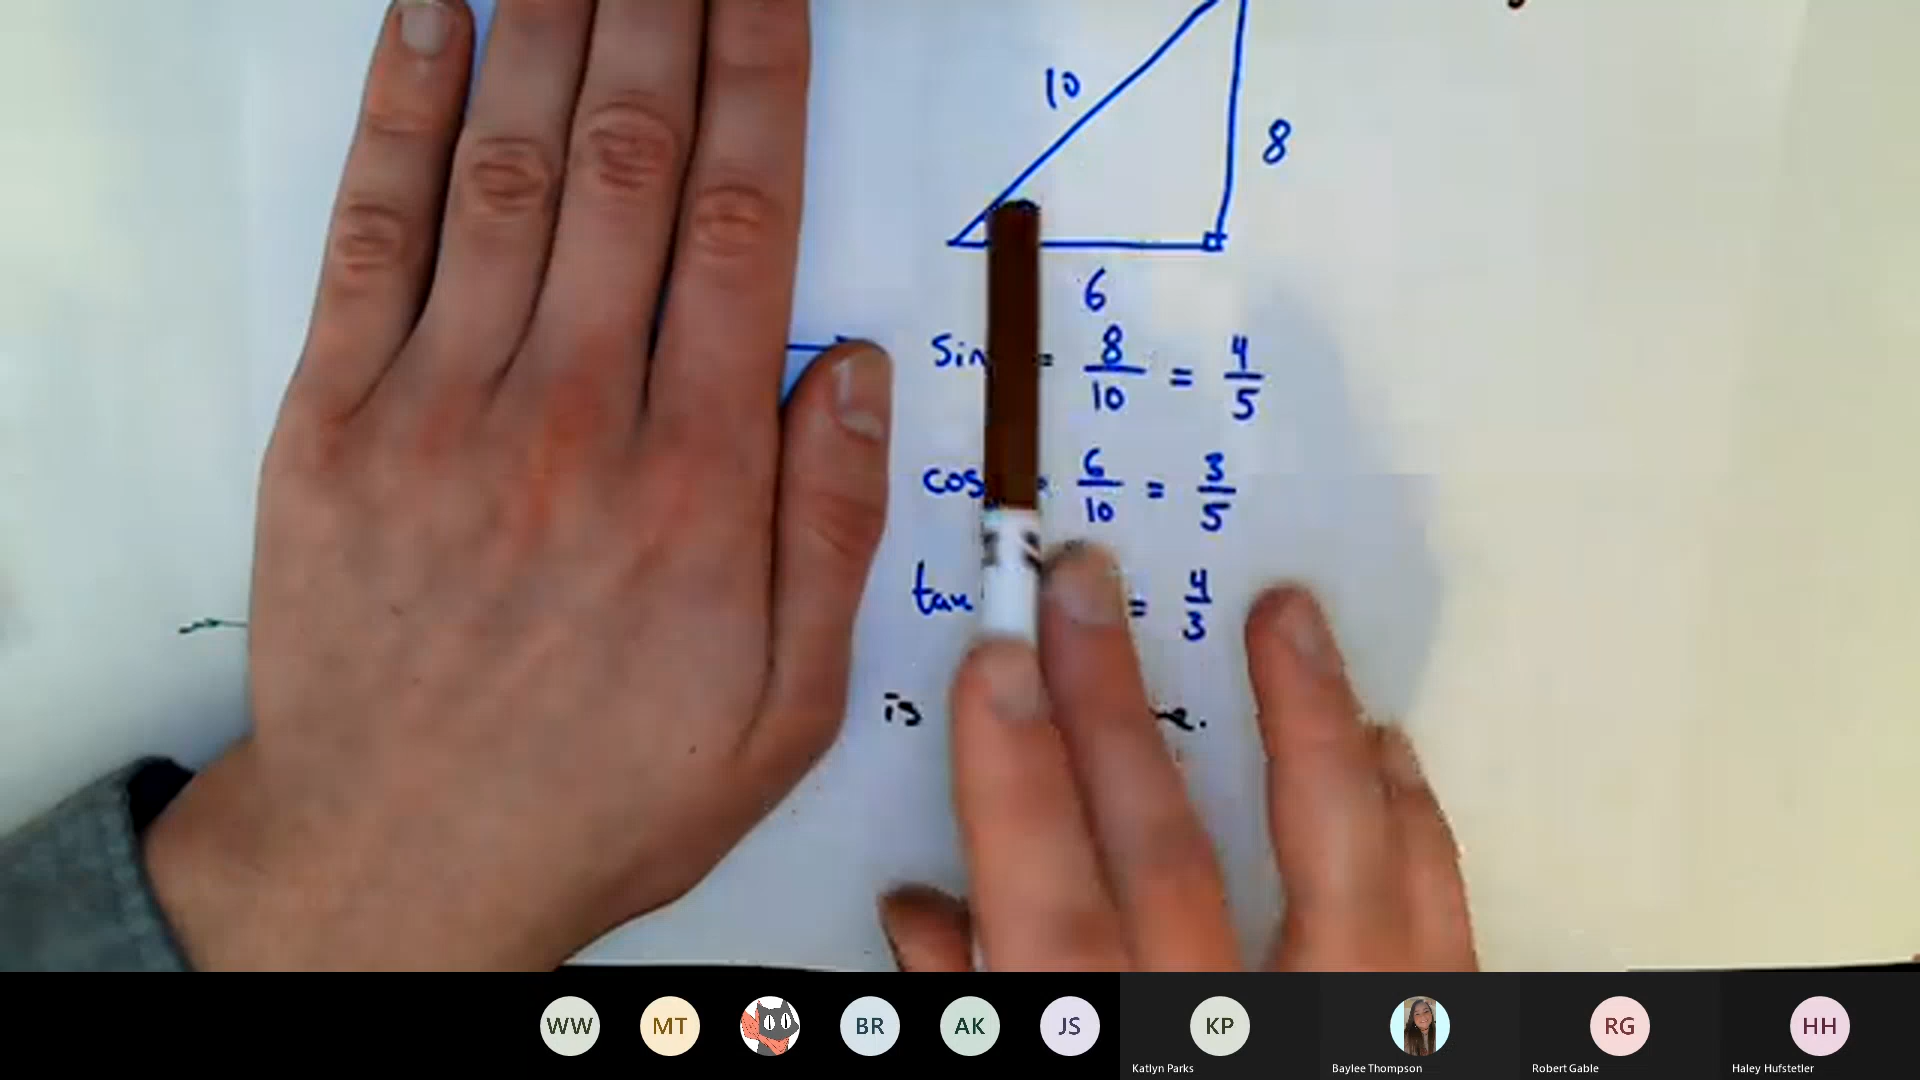 10
8
6
sin = 8/10 = 4/5
cos = 6/10 = 3/5
tan = 4/3
is
WW MT BR AK JS KP RG HH
Katlyn Parks Baylee Thompson Robert Gable Haley Hufstetler